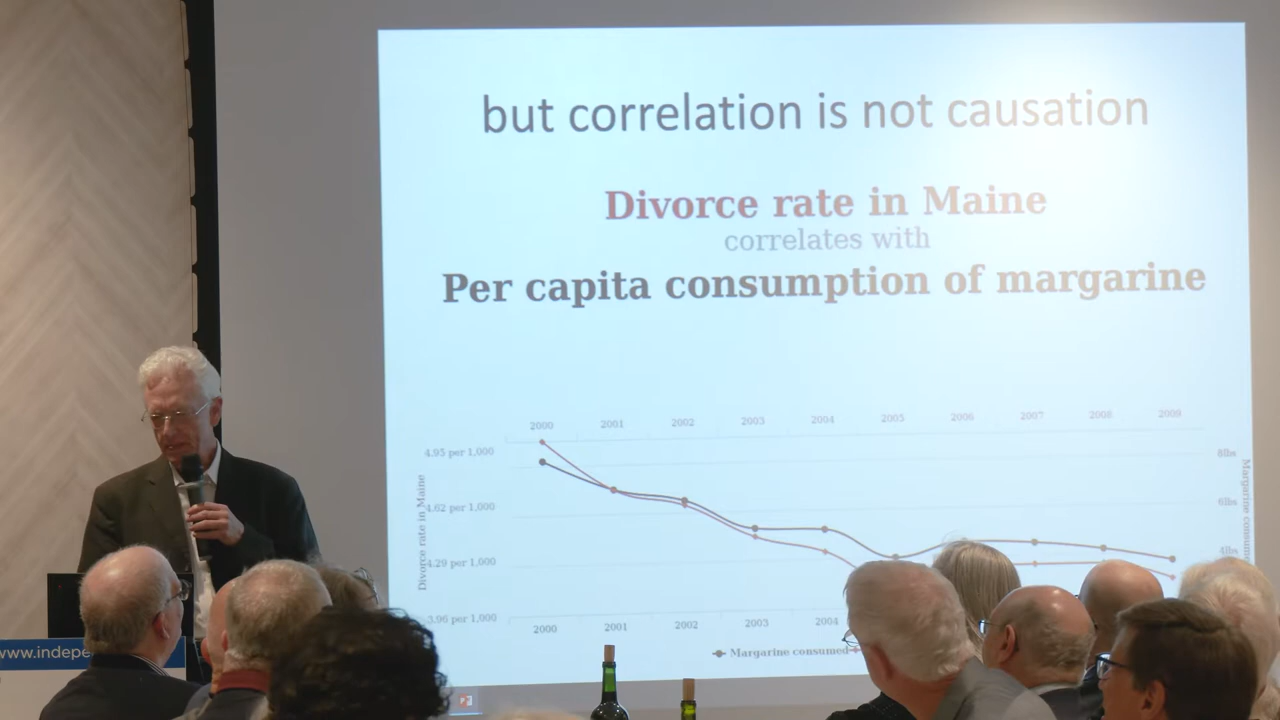 but correlation is not causation
Divorce rate in Maine
correlates with
Per capita consumption of margarine
2000 2001 2002 2003 2004 2005 2006 2007 2008 2009
4.95 per 1,000
4.62 per 1,000
4.29 per 1,000
3.96 per 1,000
Divorce rate in Maine
8lbs
6lbs
4lbs
Margarine consume
2000 2001 2002 2003 2004
Margarine consumed
www.indepe